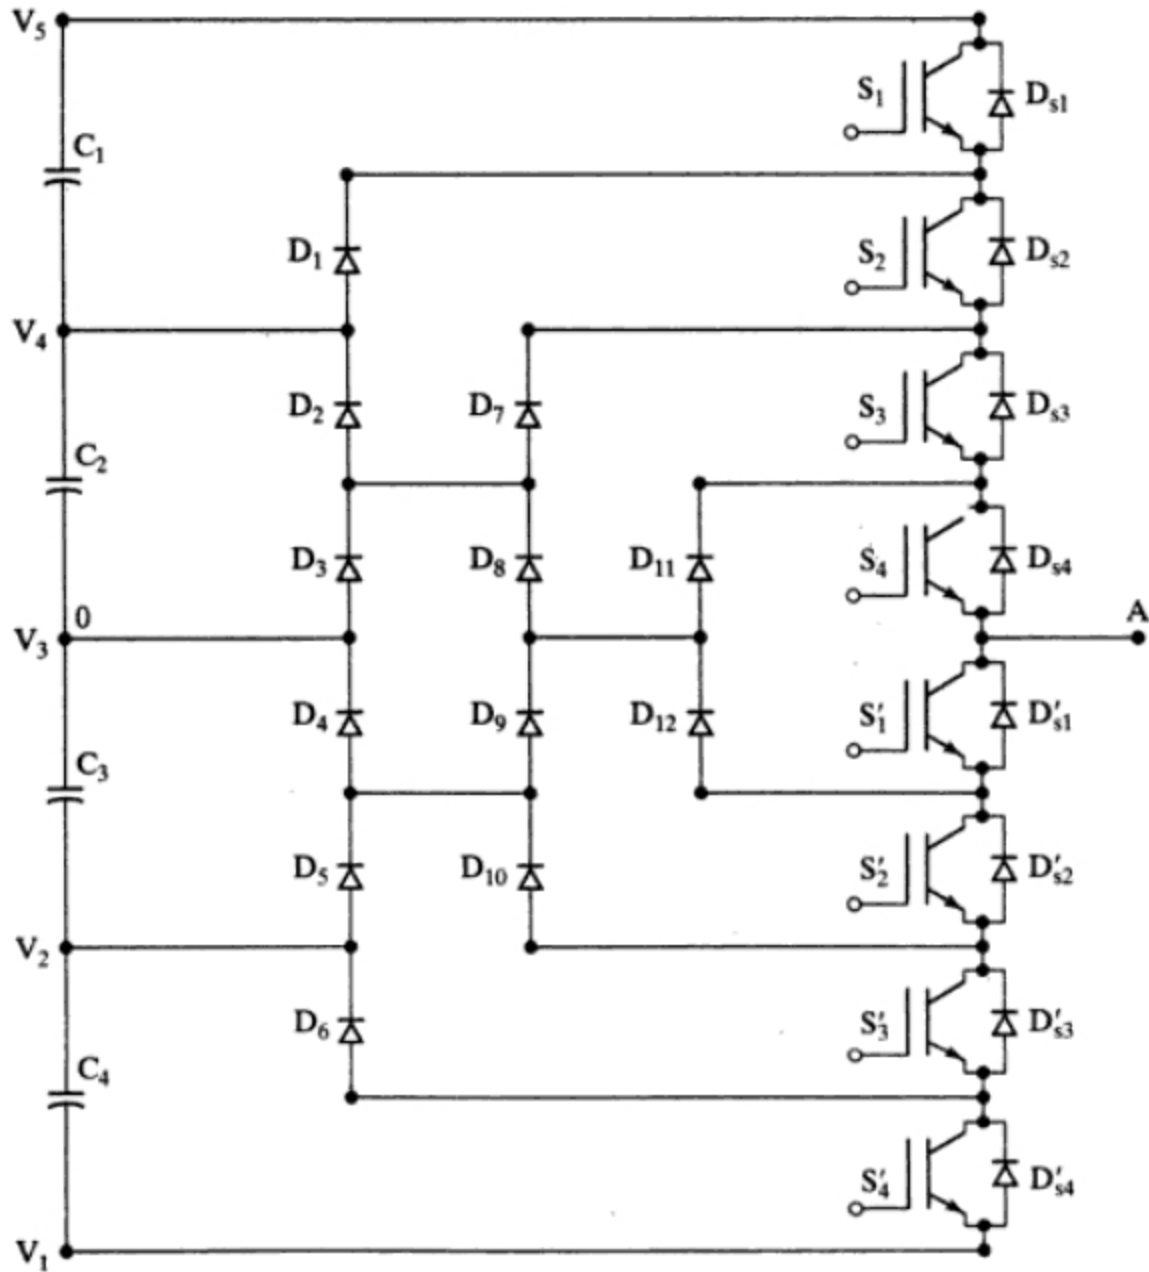 V5
S1 Ds1
C1
D1 S2 Ds2
V4
D2 D7 S3 Ds3
C2
D3 D8 D11 S4 Ds4
0
V3 A
D4 D9 D12 S′1 D′s1
C3
D5 D10 S′2 D′s2
V2
D6 S′3 D′s3
C4
S′4 D′s4
V1